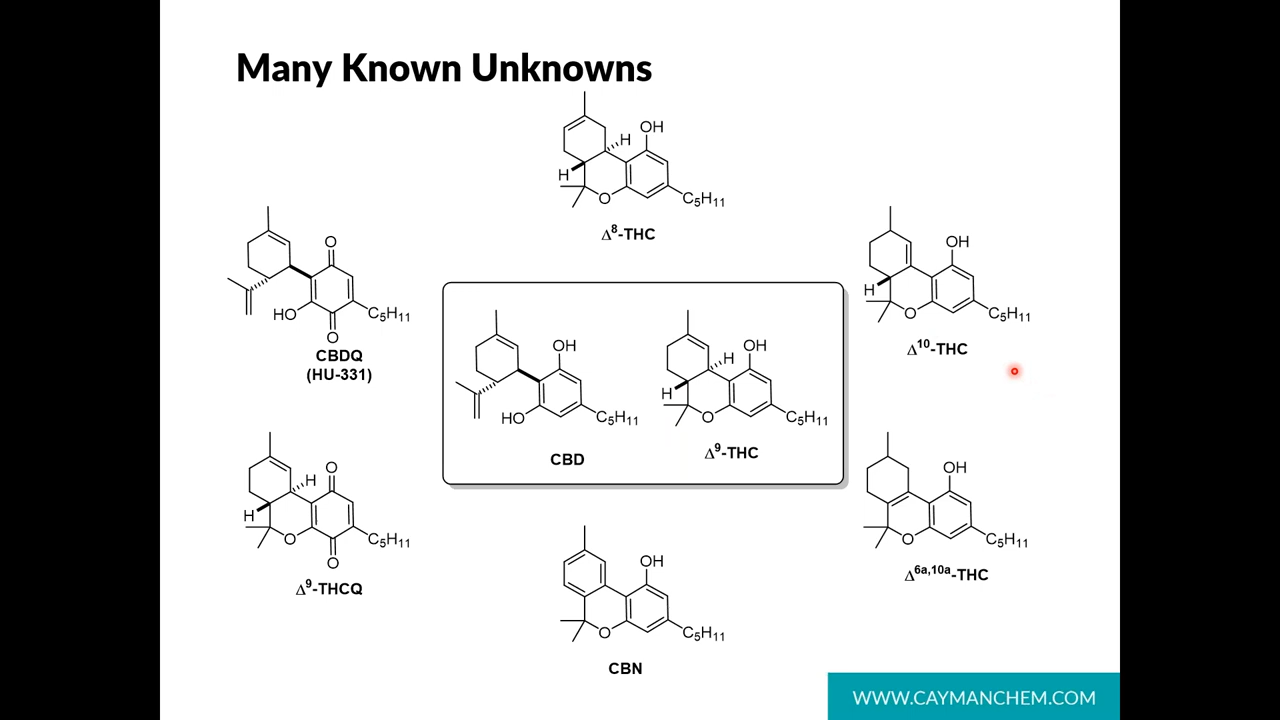 Many Known Unknowns
OH
H
H
O
C5H11
Δ8-THC
O
HO
O
C5H11
CBDQ
(HU-331)
OH
H
O
C5H11
Δ10-THC
OH
HO
C5H11
CBD
OH
H
H
O
C5H11
Δ9-THC
O
H
H
O
O
C5H11
Δ9-THCQ
OH
O
C5H11
Δ6a,10a-THC
OH
O
C5H11
CBN
WWW.CAYMANCHEM.COM